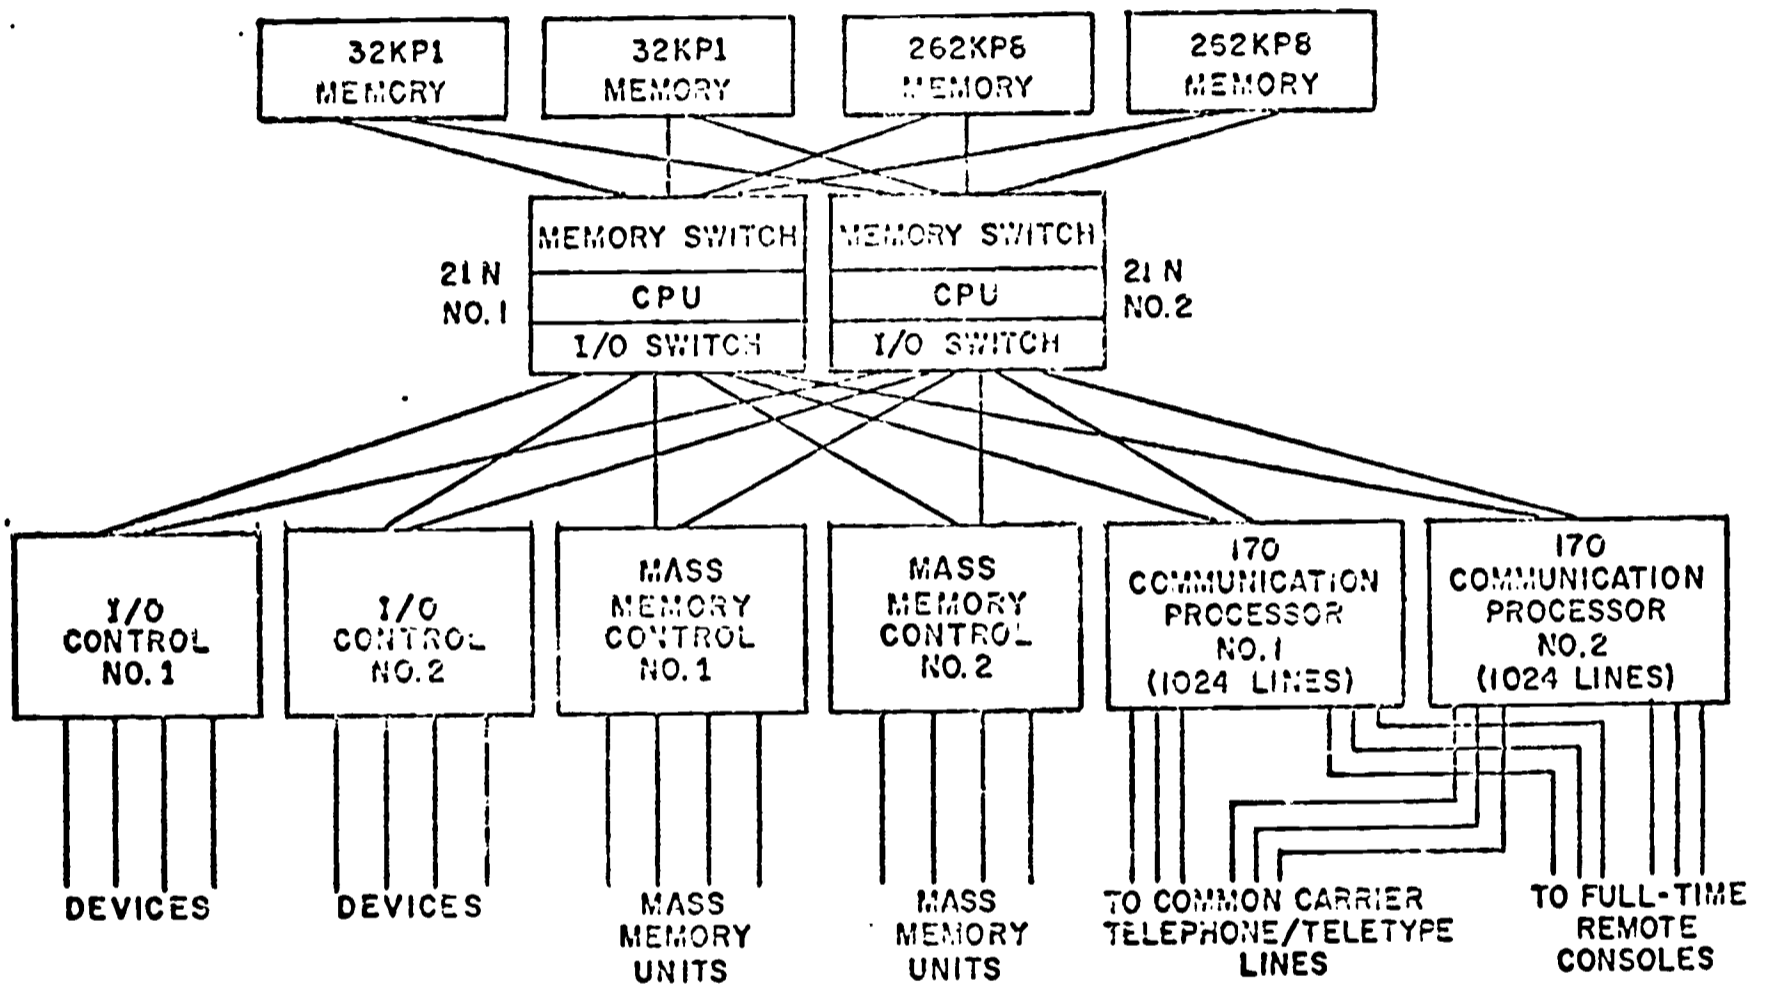 32KP1
MEMORY
32KP1
MEMORY
262KP8
MEMORY
252KP8
MEMORY
21 N
NO. 1
MEMORY SWITCH
CPU
I/O SWITCH
MEMORY SWITCH
CPU
I/O SWITCH
21 N
NO. 2
I/O
CONTROL
NO. 1
I/O
CONTROL
NO. 2
MASS
MEMORY
CONTROL
NO. 1
MASS
MEMORY
CONTROL
NO. 2
170
COMMUNICATION
PROCESSOR
NO. 1
(1024 LINES)
170
COMMUNICATION
PROCESSOR
NO. 2
(1024 LINES)
DEVICES
DEVICES
MASS
MEMORY
UNITS
MASS
MEMORY
UNITS
TO COMMON CARRIER
TELEPHONE/TELETYPE
LINES
TO FULL-TIME
REMOTE
CONSOLES